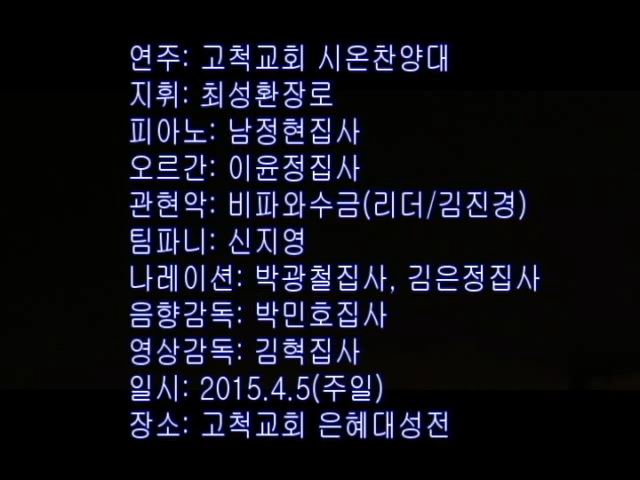 연주: 고척교회 시온찬양대
지휘: 최성환장로
피아노: 남정현집사
오르간: 이윤정집사
관현악: 비파와수금(리더/김진경)
팀파니: 신지영
나레이션: 박광철집사, 김은정집사
음향감독: 박민호집사
영상감독: 김혁집사
일시: 2015.4.5(주일)
장소: 고척교회 은혜대성전